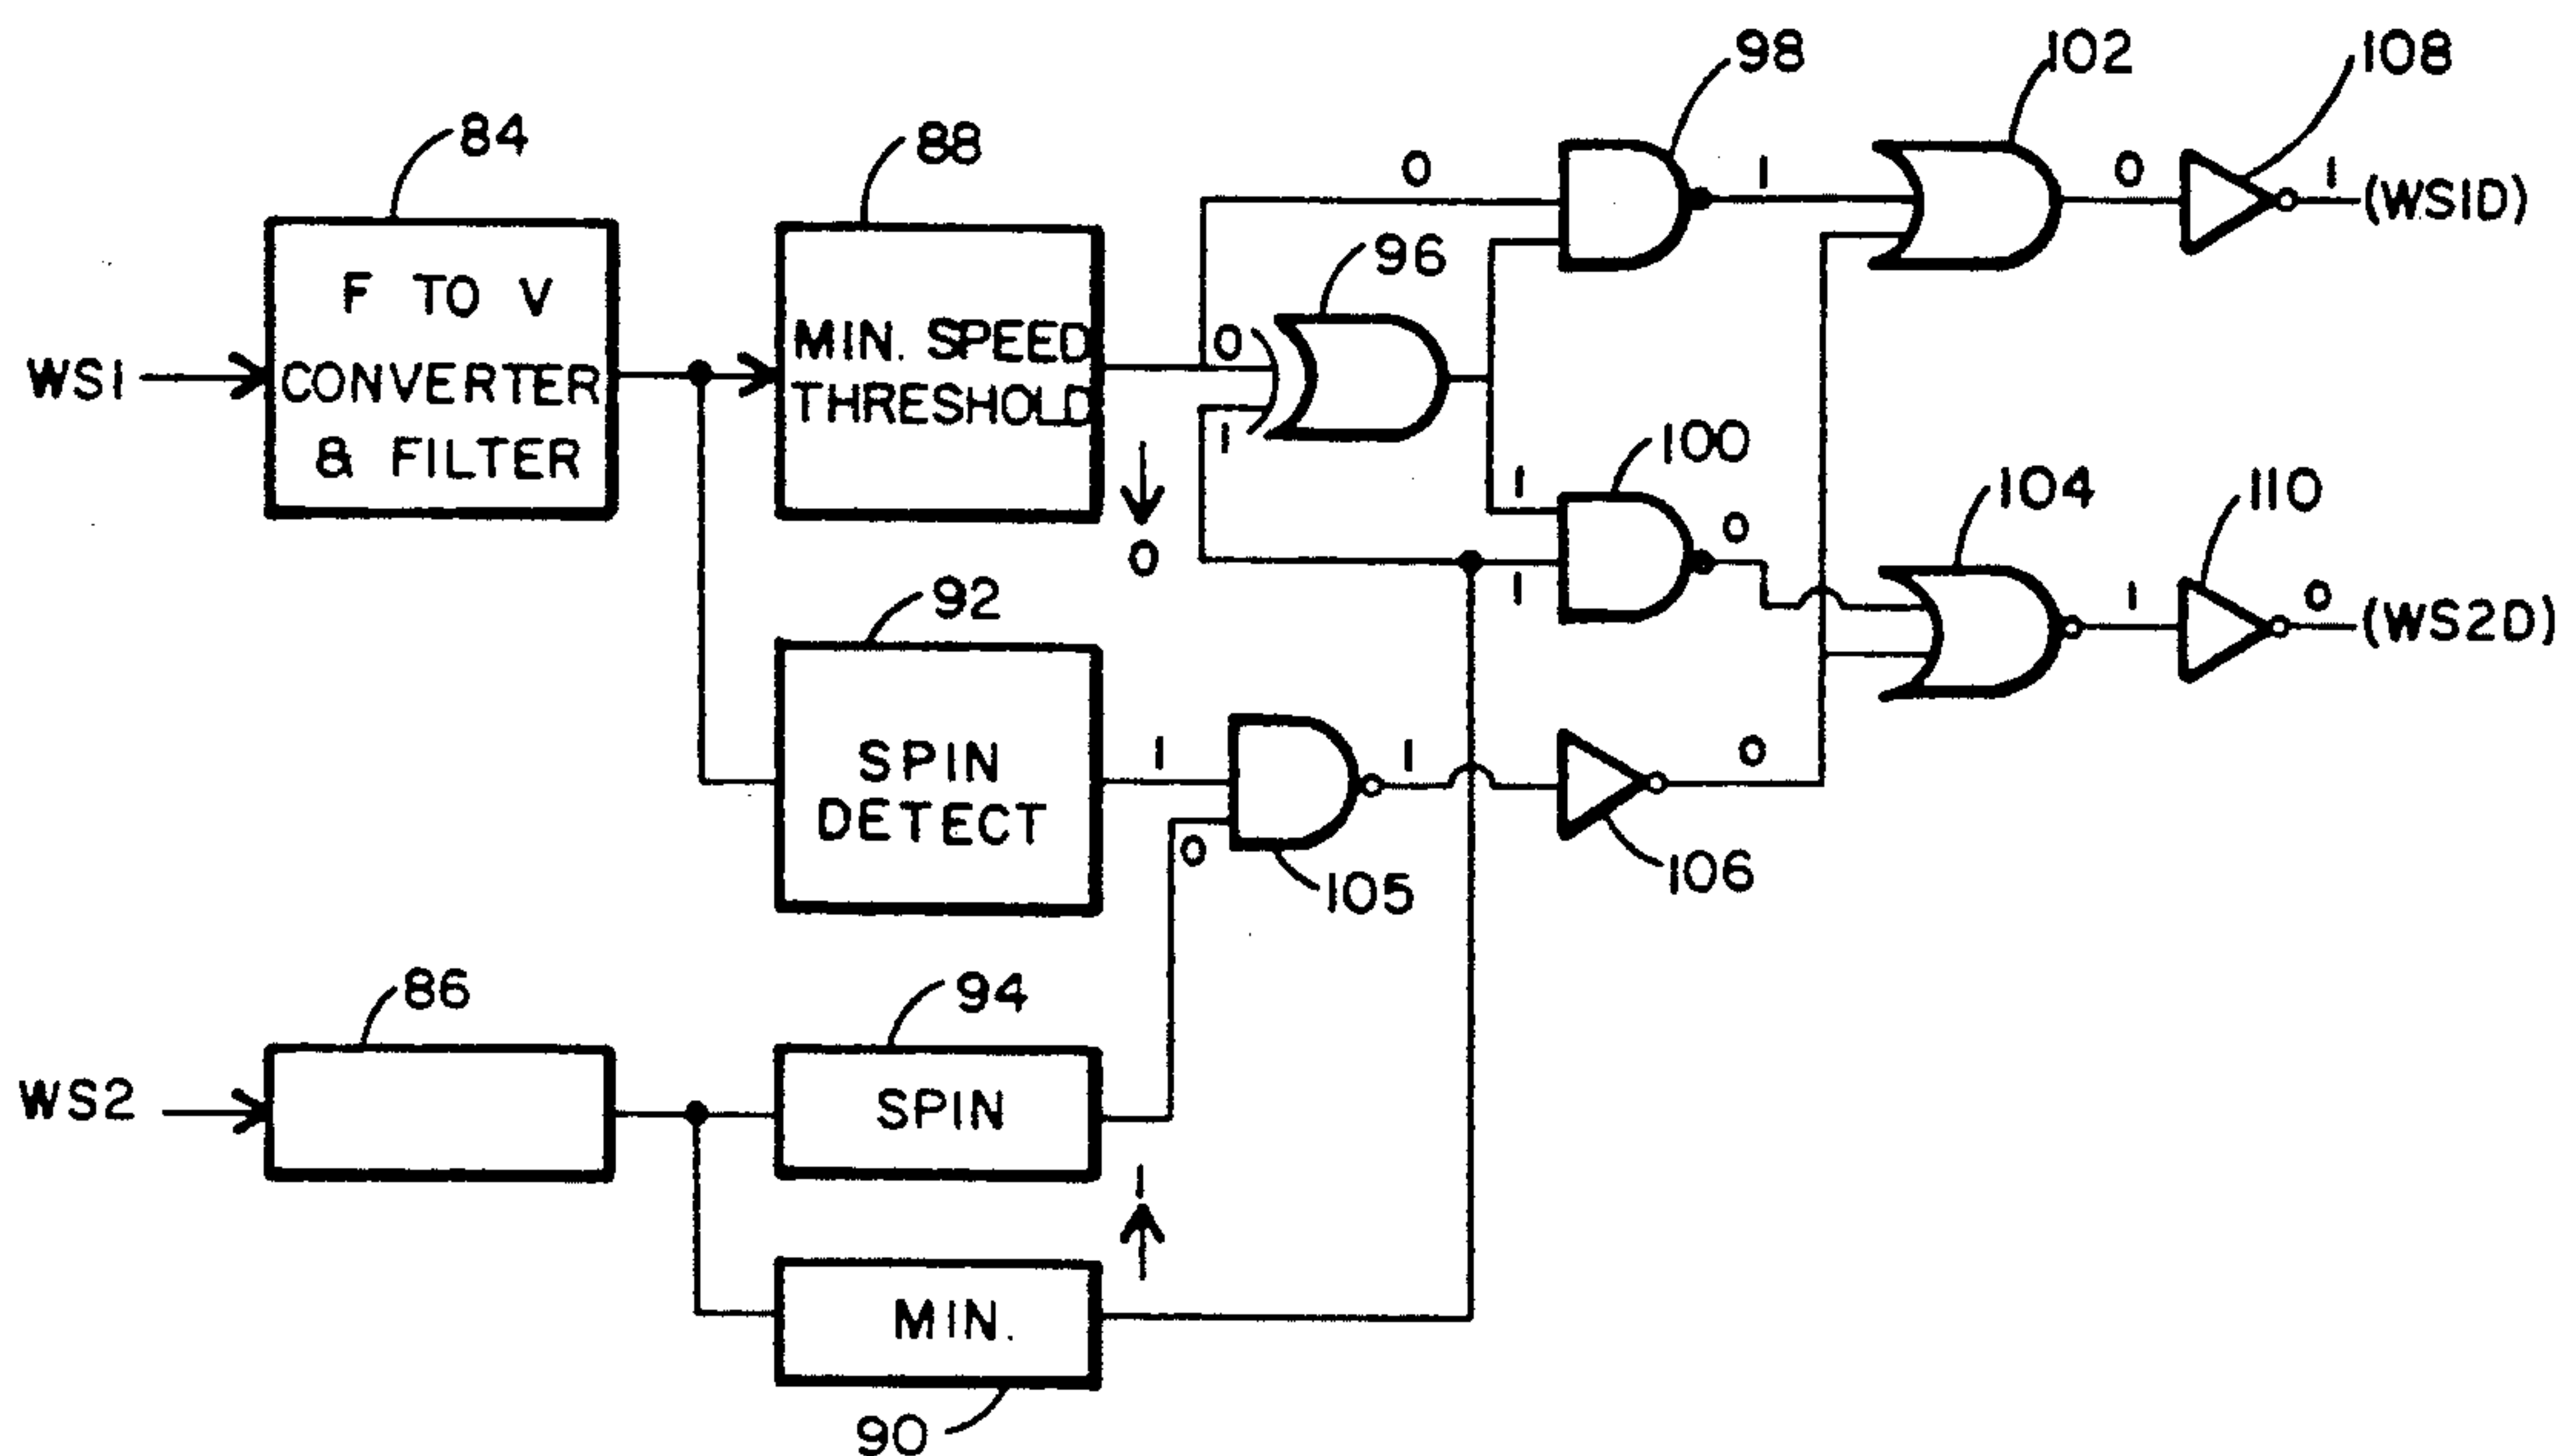 98
102
108
84
88
0
1
0
1
(WS1D)
96
F TO V
CONVERTER
& FILTER
MIN. SPEED
THRESHOLD
WS1
0
1
100
1
0
1
104
110
0
1
0
(WS2D)
92
SPIN
DETECT
1
0
1
0
105
106
86
94
WS2
SPIN
1
MIN.
90